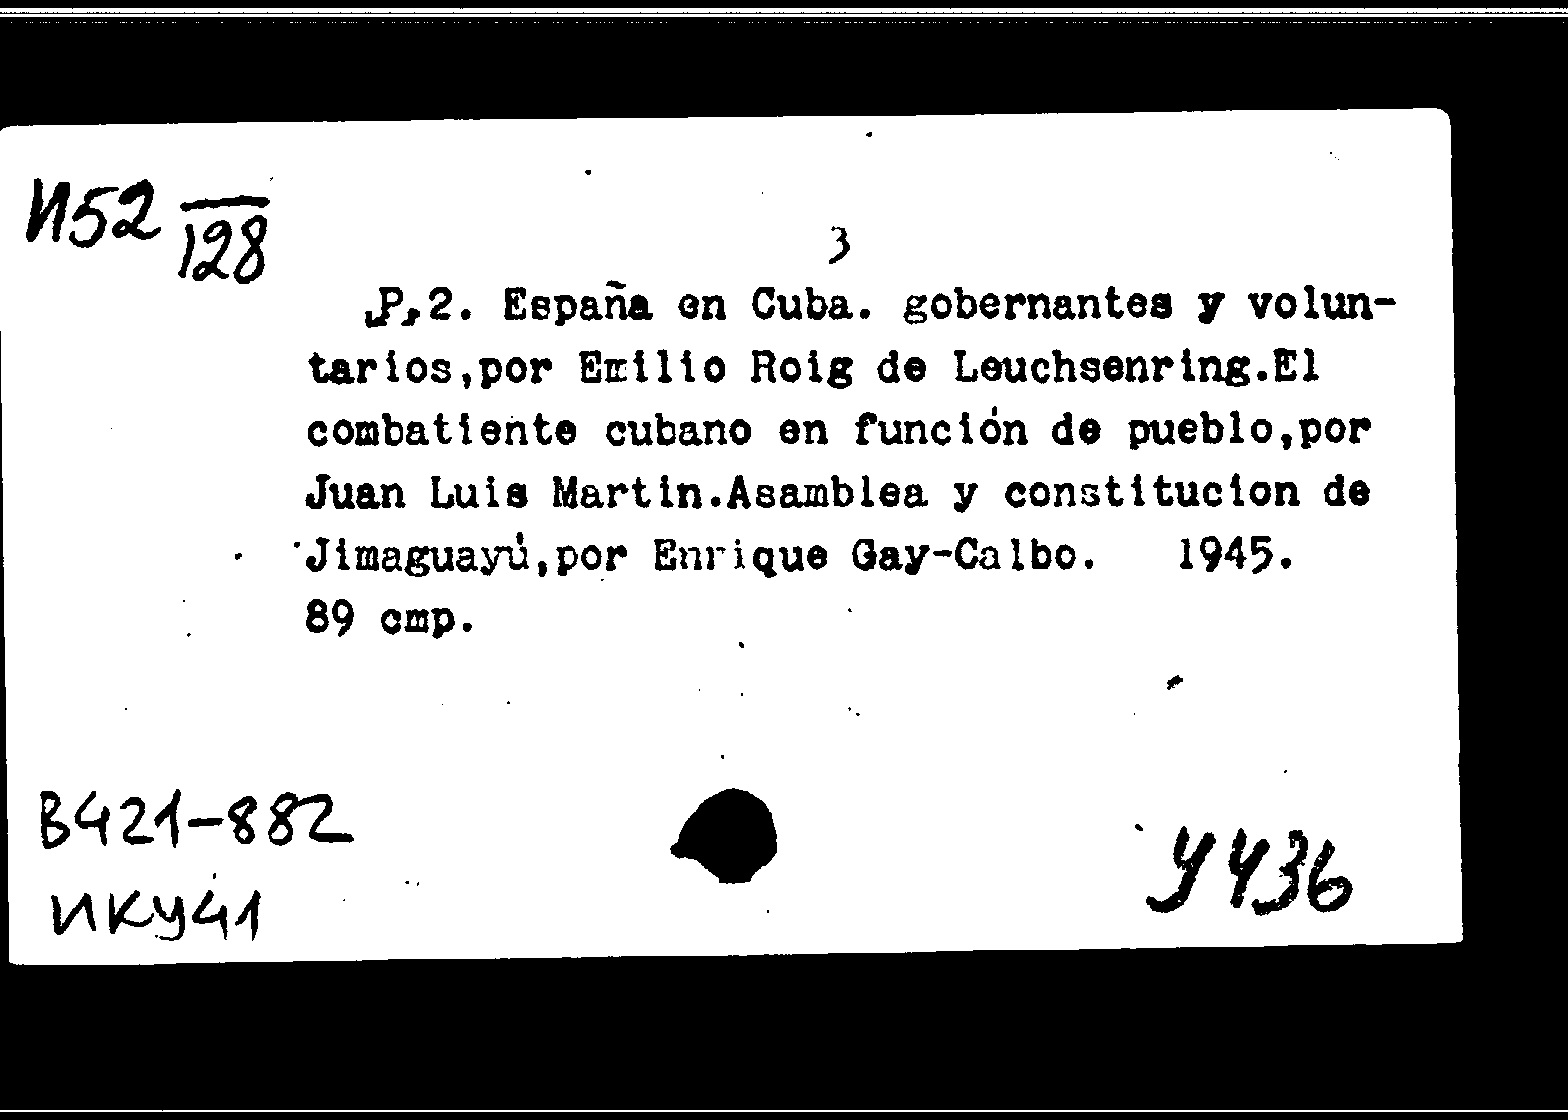 И52 128
3
P. 2. España en Cuba. gobernantes y volun-
tarios,por Emilio Roig de Leuchsenring.El
combatiente cubano en función de pueblo,por
Juan Luis Martin.Asamblea y constitucion de
Jimaguayú,por Enrique Gay-Calbo. 1945.
89 cmp.
В421-882
ИКУ41
У436